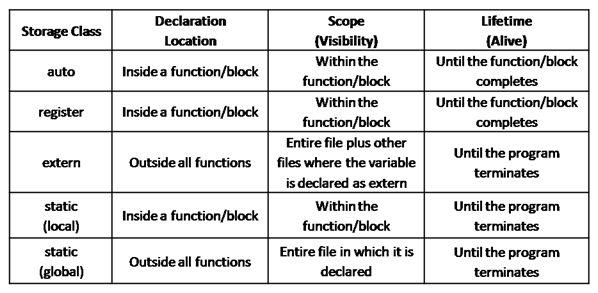 Storage Class
Declaration
Location
Scope
(Visibility)
Lifetime
(Alive)
auto
Inside a function/block
Within the
function/block
Until the function/block
completes
register
Inside a function/block
Within the
function/block
Until the function/block
completes
extern
Outside all functions
Entire file plus other
files where the variable
is declared as extern
Until the program
terminates
static
(local)
Inside a function/block
Within the
function/block
Until the program
terminates
static
(global)
Outside all functions
Entire file in which it is
declared
Until the program
terminates